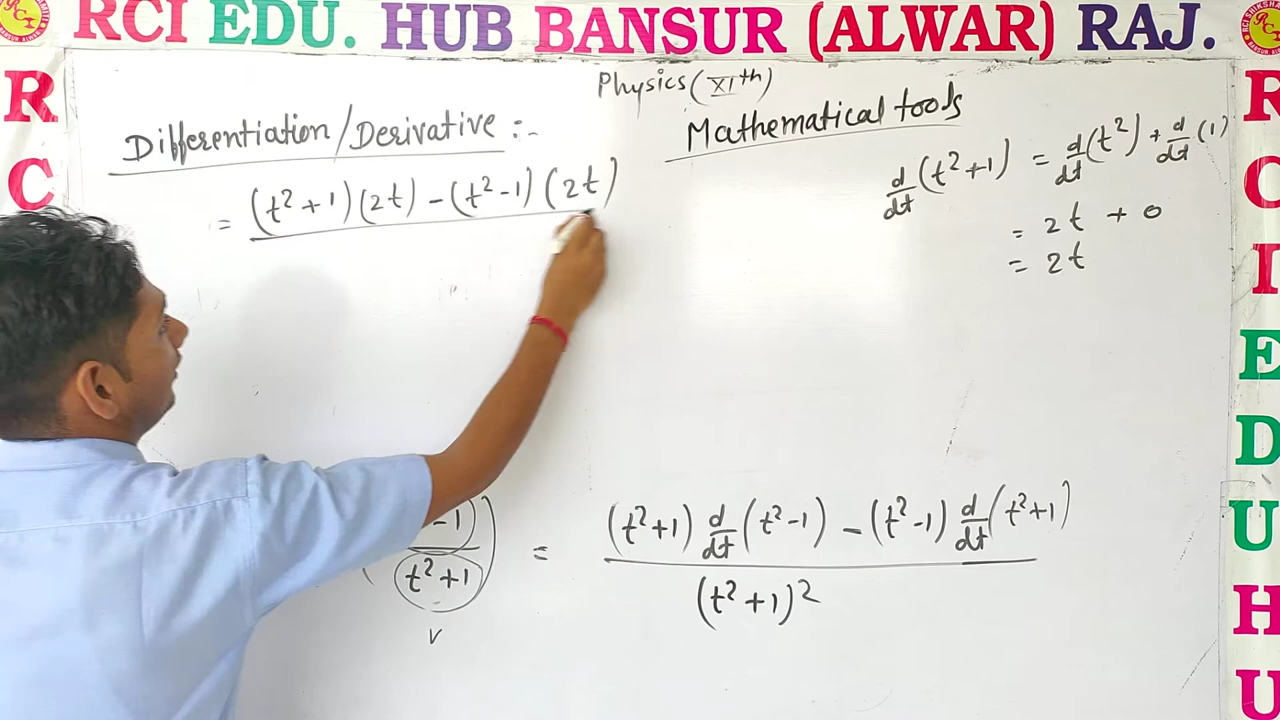 RCI EDU. HUB BANSUR (ALWAR) RAJ.
R
C
R
C
I
E
D
U
H
U
Physics (XIth)
Mathematical tools
Differentiation/Derivative :-
= (t²+1)(2t) - (t²-1)(2t)
d/dt (t²+1) = d/dt (t²) + d/dt (1)
= 2t + 0
= 2t
-1)
t²+1
v
= (t²+1) d/dt (t²-1) - (t²-1) d/dt (t²+1)
(t²+1)²